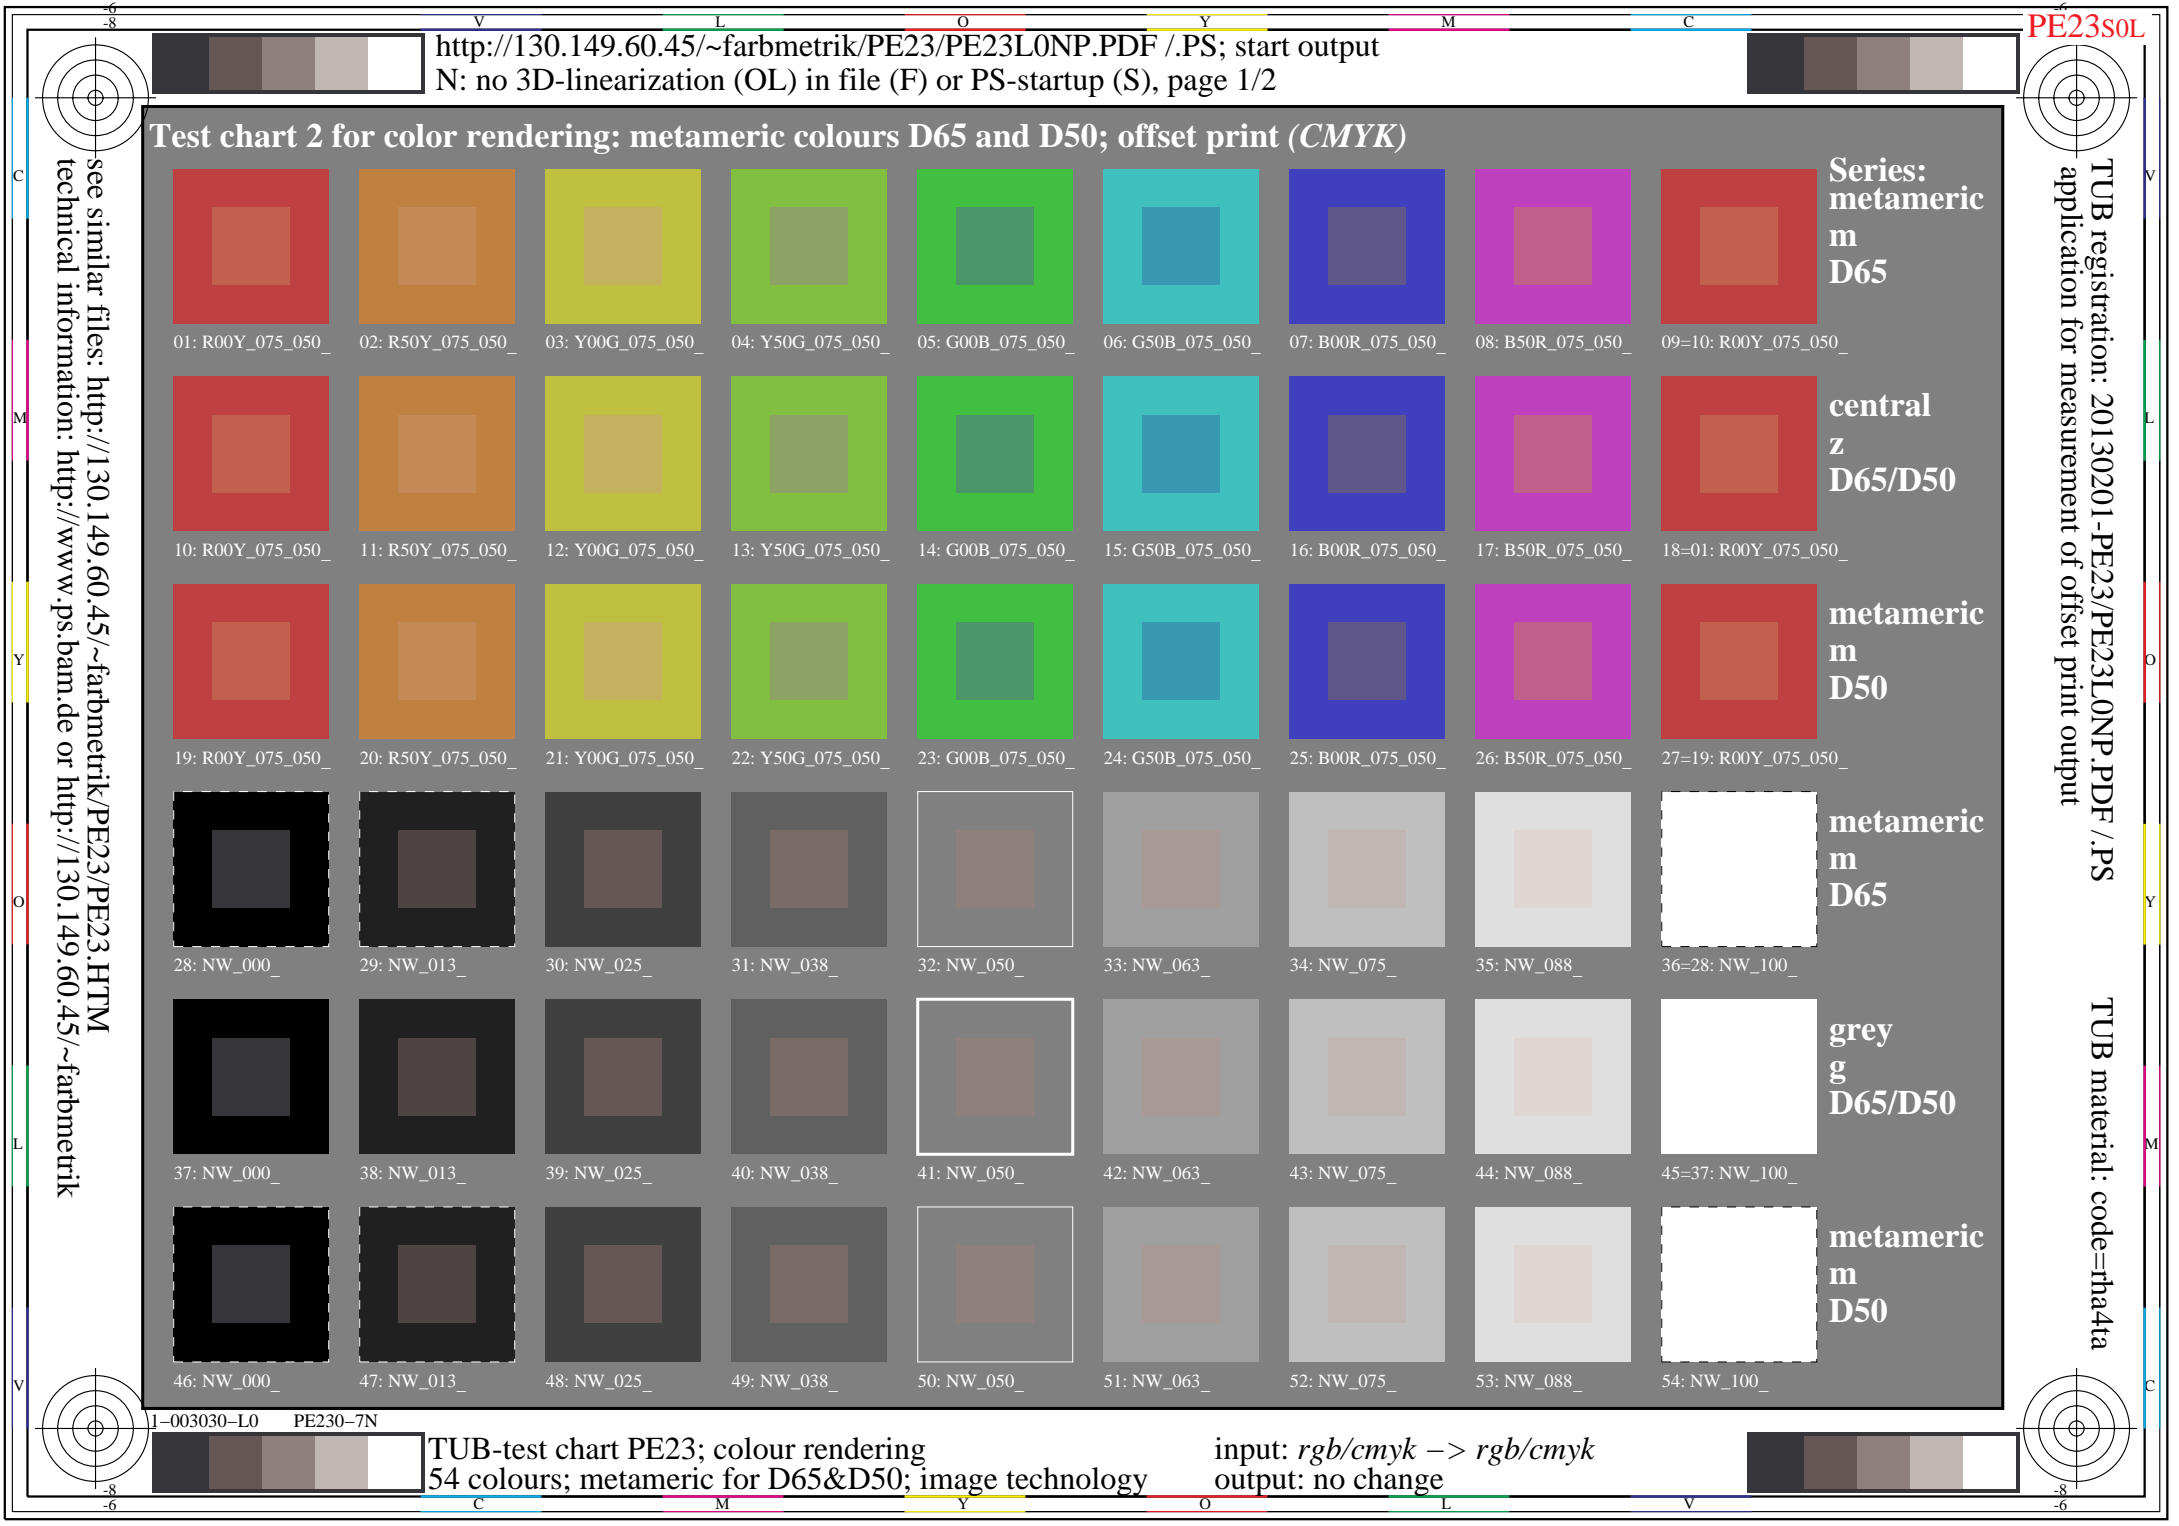 -6
-8
V L O Y M C
-6
PE23S0L
http://130.149.60.45/~farbmetrik/PE23/PE23L0NP.PDF /.PS; start output
N: no 3D-linearization (OL) in file (F) or PS-startup (S), page 1/2
Test chart 2 for color rendering: metameric colours D65 and D50; offset print (CMYK)
Series:
metameric
m
D65
01: R00Y_075_050_ 02: R50Y_075_050_ 03: Y00G_075_050_ 04: Y50G_075_050_ 05: G00B_075_050_ 06: G50B_075_050_ 07: B00R_075_050_ 08: B50R_075_050_ 09=10: R00Y_075_050_
central
z
D65/D50
10: R00Y_075_050_ 11: R50Y_075_050_ 12: Y00G_075_050_ 13: Y50G_075_050_ 14: G00B_075_050_ 15: G50B_075_050_ 16: B00R_075_050_ 17: B50R_075_050_ 18=01: R00Y_075_050_
metameric
m
D50
19: R00Y_075_050_ 20: R50Y_075_050_ 21: Y00G_075_050_ 22: Y50G_075_050_ 23: G00B_075_050_ 24: G50B_075_050_ 25: B00R_075_050_ 26: B50R_075_050_ 27=19: R00Y_075_050_
metameric
m
D65
28: NW_000_ 29: NW_013_ 30: NW_025_ 31: NW_038_ 32: NW_050_ 33: NW_063_ 34: NW_075_ 35: NW_088_ 36=28: NW_100_
grey
g
D65/D50
37: NW_000_ 38: NW_013_ 39: NW_025_ 40: NW_038_ 41: NW_050_ 42: NW_063_ 43: NW_075_ 44: NW_088_ 45=37: NW_100_
metameric
m
D50
46: NW_000_ 47: NW_013_ 48: NW_025_ 49: NW_038_ 50: NW_050_ 51: NW_063_ 52: NW_075_ 53: NW_088_ 54: NW_100_
1-003030-L0 PE230-7N
TUB-test chart PE23; colour rendering
54 colours; metameric for D65&D50; image technology
input: rgb/cmyk -> rgb/cmyk
output: no change
-8
-6
C M Y O L V
-8
-6
see similar files: http://130.149.60.45/~farbmetrik/PE23/PE23.HTM
technical information: http://www.ps.bam.de or http://130.149.60.45/~farbmetrik
TUB registration: 20130201-PE23/PE23L0NP.PDF /.PS
application for measurement of offset print output
TUB material: code=rha4ta
C
M
Y
O
L
V
V
L
O
Y
M
C